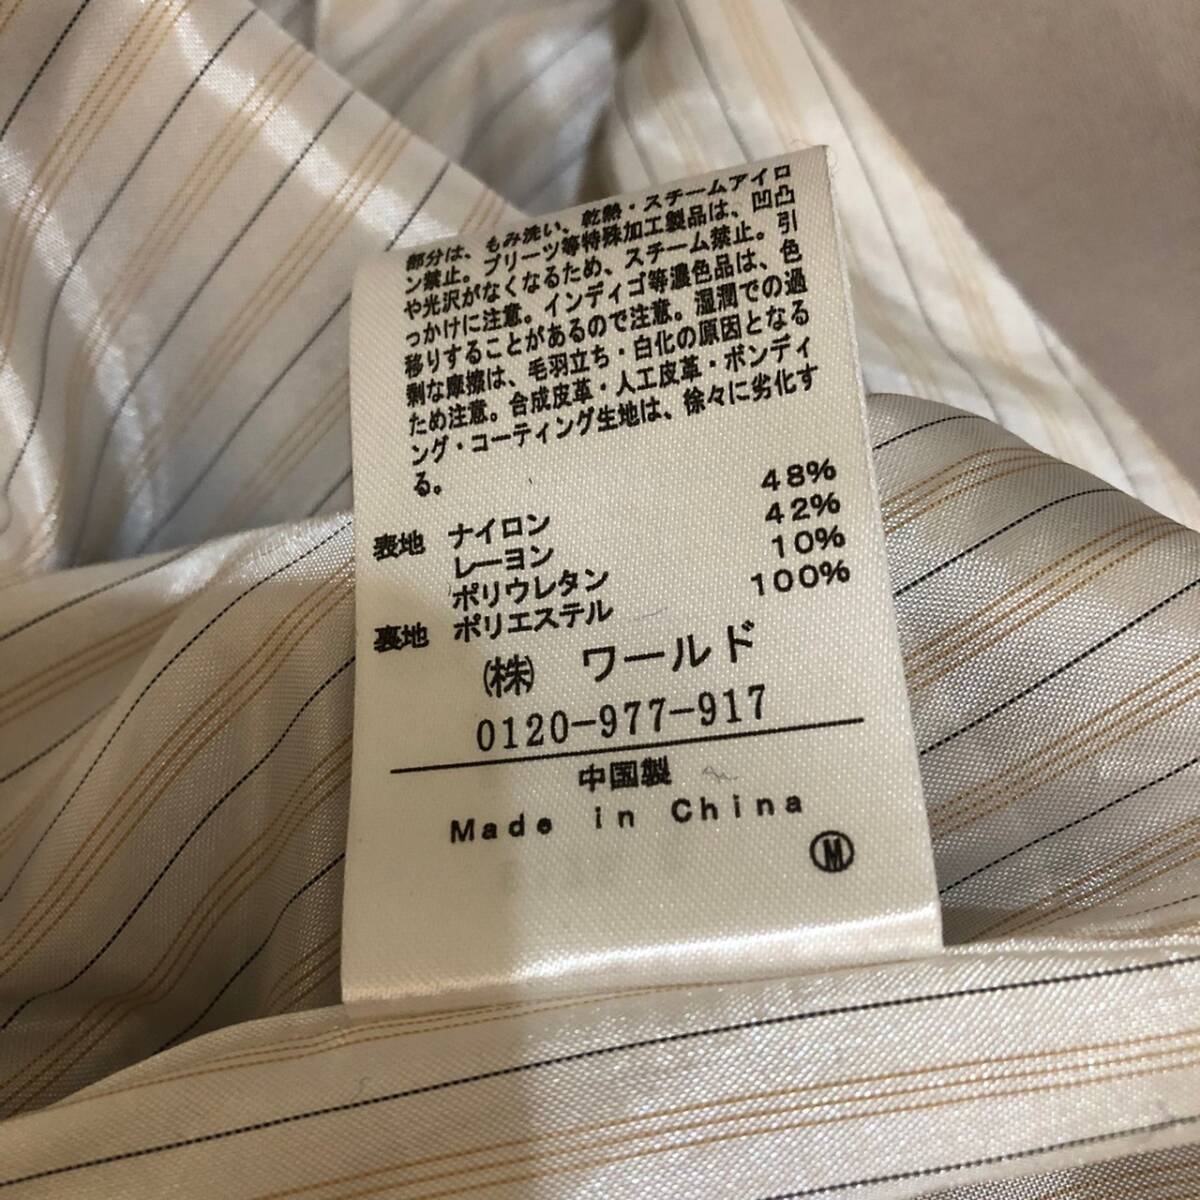 部分は、もみ洗い、乾熱・スチームアイロ
ン禁止。プリーツ等特殊加工製品は、凹凸
や光沢がなくなるため、スチーム禁止。引
っかけに注意。インディゴ等濃色品は、色
移りすることがあるので注意。湿潤での過
剰な摩擦は、毛羽立ち・白化の原因となる
ため注意。合成皮革・人工皮革・ボンディ
ング・コーティング生地は、徐々に劣化す
る。
表地 ナイロン 48%
レーヨン 42%
ポリウレタン 10%
裏地 ポリエステル 100%
㈱ ワールド
0120-977-917
中国製
Made in China
Ⓜ